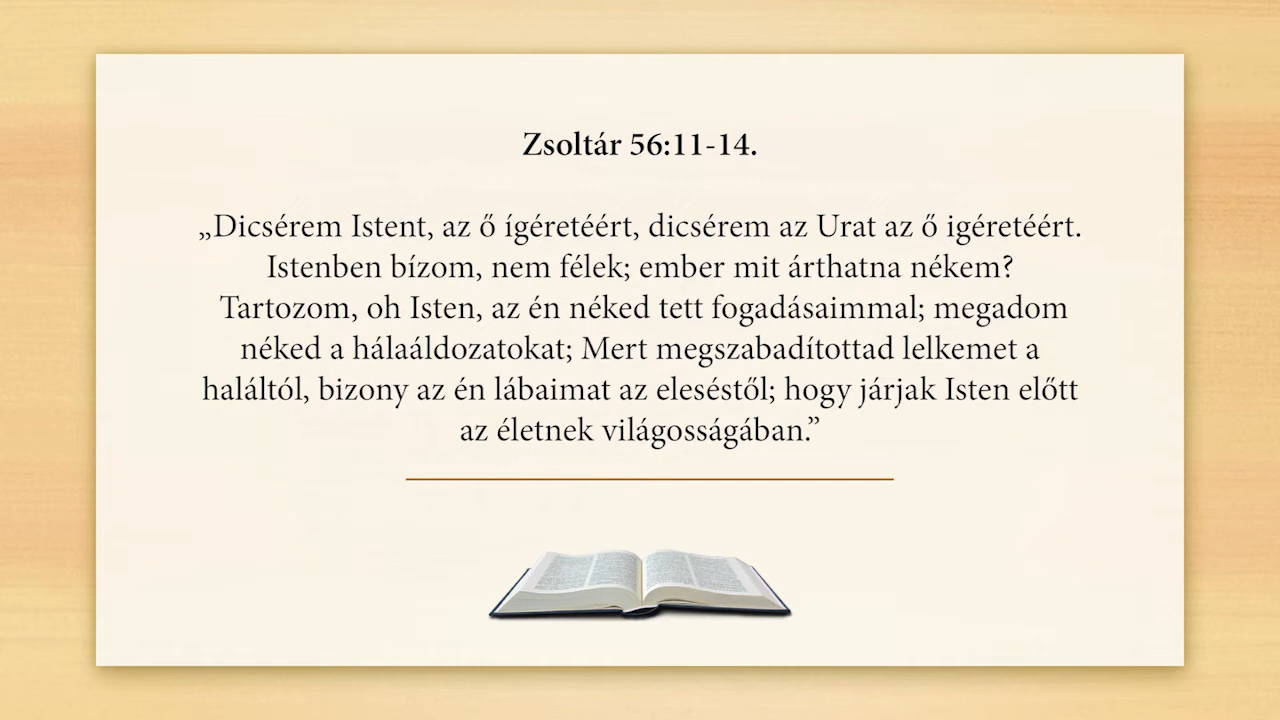 Zsoltár 56:11-14.
„Dicsérem Istent, az ő ígéretéért, dicsérem az Urat az ő igéretéért.
Istenben bízom, nem félek; ember mit árthatna nékem?
Tartozom, oh Isten, az én néked tett fogadásaimmal; megadom
néked a hálaáldozatokat; Mert megszabadítottad lelkemet a
haláltól, bizony az én lábaimat az eleséstől; hogy járjak Isten előtt
az életnek világosságában.”